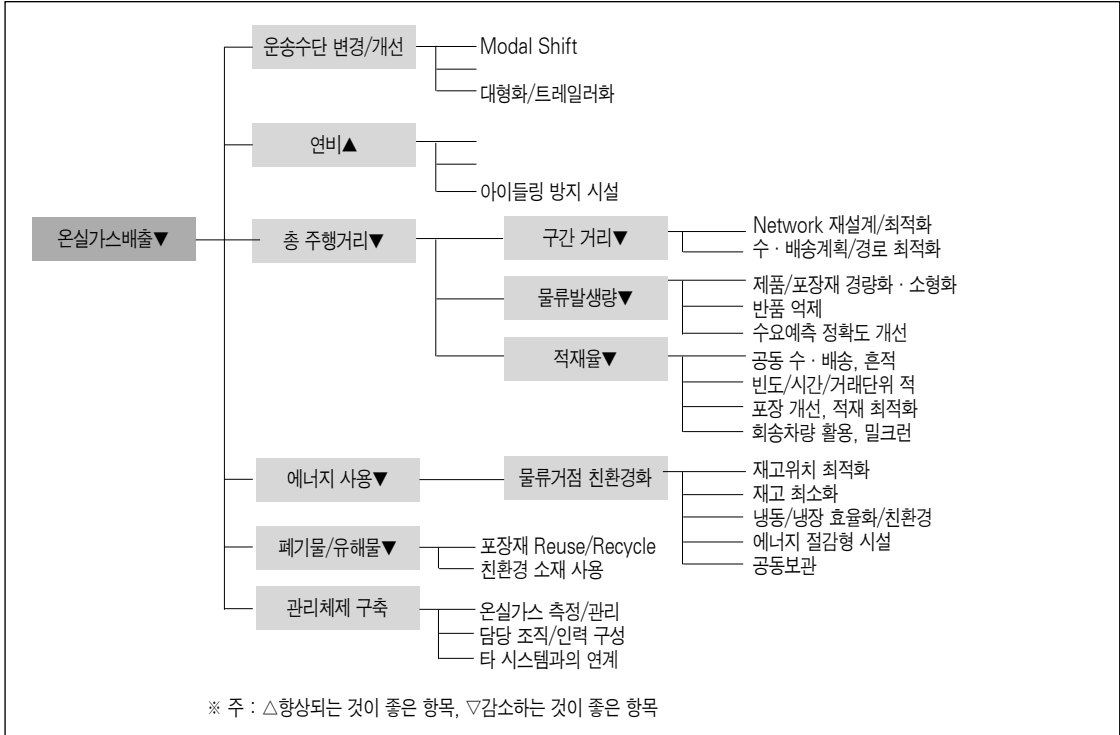 운송수단 변경/개선
Modal Shift
대형화/트레일러화
연비▲
아이들링 방지 시설
온실가스배출▼
총 주행거리▼
구간 거리▼
Network 재설계/최적화
수 · 배송계획/경로 최적화
물류발생량▼
제품/포장재 경량화 · 소형화
반품 억제
수요예측 정확도 개선
적재율▼
공동 수 · 배송, 흔적
빈도/시간/거래단위 적
포장 개선, 적재 최적화
회송차량 활용, 밀크런
에너지 사용▼
물류거점 친환경화
재고위치 최적화
재고 최소화
냉동/냉장 효율화/친환경
에너지 절감형 시설
공동보관
폐기물/유해물▼
포장재 Reuse/Recycle
친환경 소재 사용
관리체제 구축
온실가스 측정/관리
담당 조직/인력 구성
타 시스템과의 연계
※ 주 : △향상되는 것이 좋은 항목, ▽감소하는 것이 좋은 항목